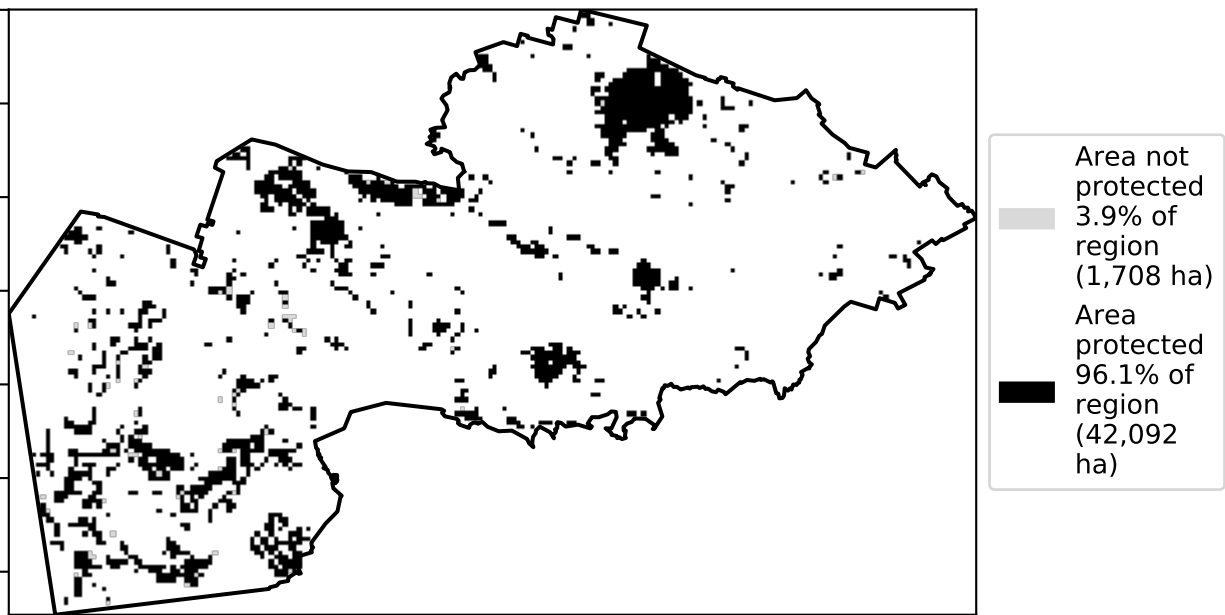 Area not
protected
3.9% of
region
(1,708 ha)
Area
protected
96.1% of
region
(42,092
ha)